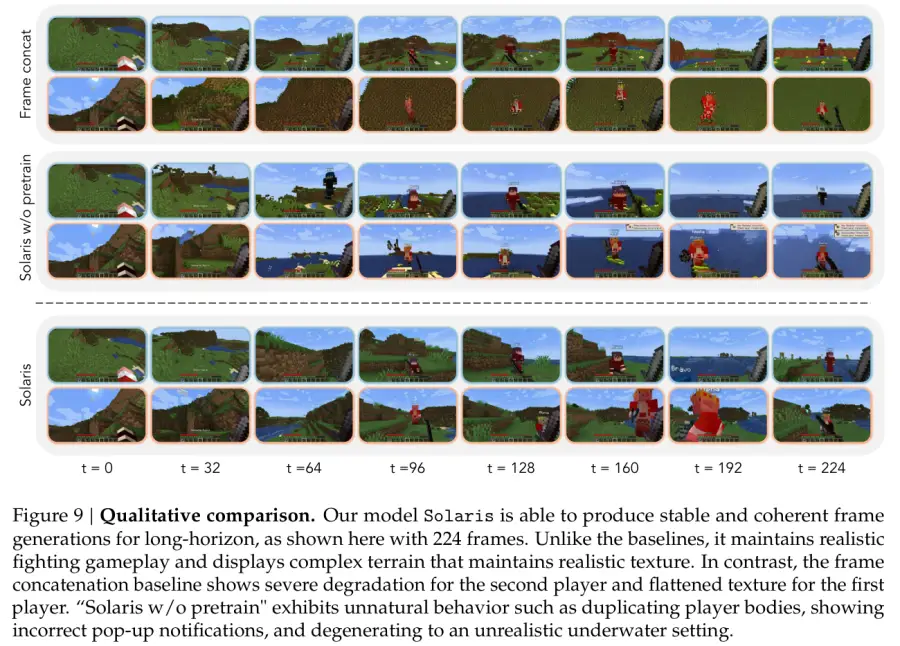 Frame concat
Solaris w/o pretrain
Solaris
t = 0 t = 32 t =64 t =96 t = 128 t = 160 t = 192 t = 224
Figure 9 | Qualitative comparison. Our model Solaris is able to produce stable and coherent frame
generations for long-horizon, as shown here with 224 frames. Unlike the baselines, it maintains realistic
fighting gameplay and displays complex terrain that maintains realistic texture. In contrast, the frame
concatenation baseline shows severe degradation for the second player and flattened texture for the first
player. “Solaris w/o pretrain" exhibits unnatural behavior such as duplicating player bodies, showing
incorrect pop-up notifications, and degenerating to an unrealistic underwater setting.